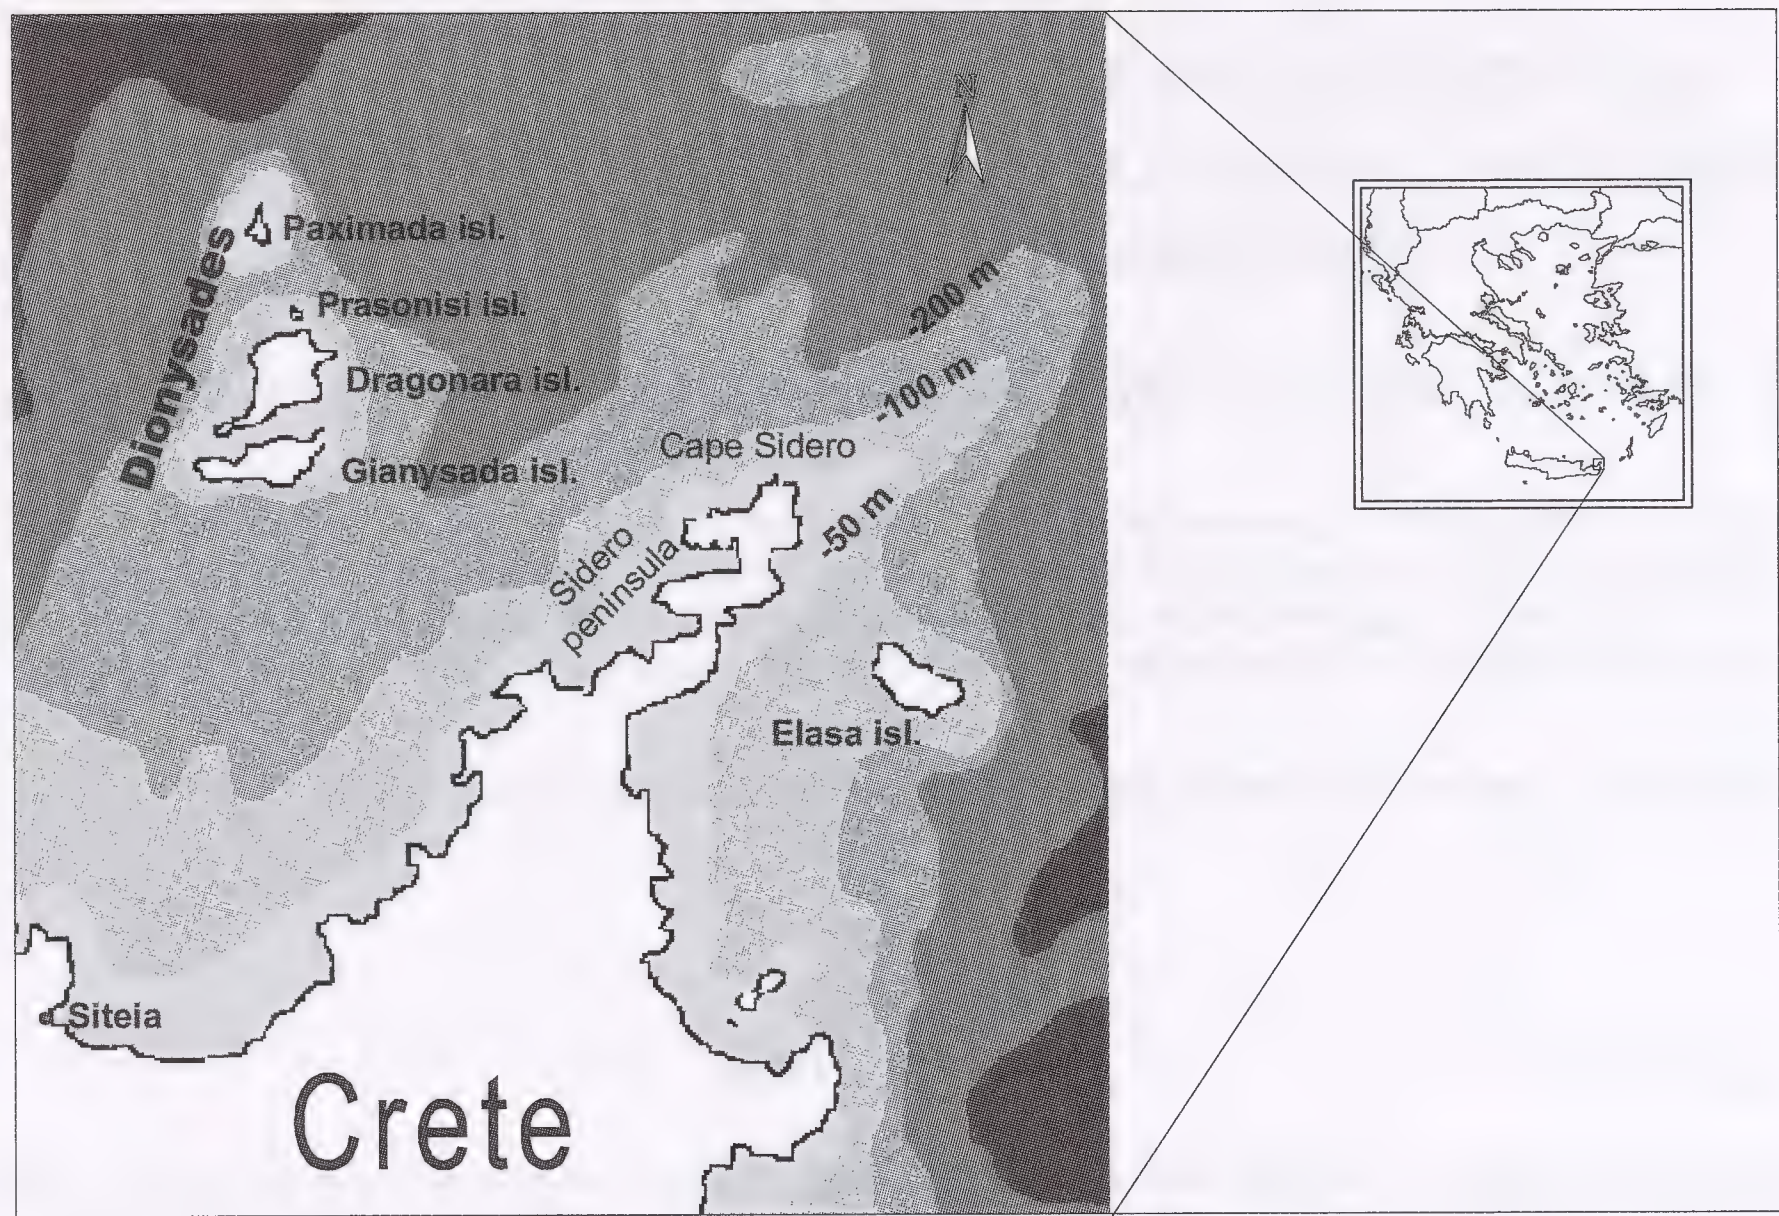 N
Paximada isl.
Dionysades
Prasonisi isl.
-200 m
Dragonara isl.
-100 m
Cape Sidero
Gianysada isl.
-50 m
Sidero
peninsula
Elasa isl.
Siteia
Crete